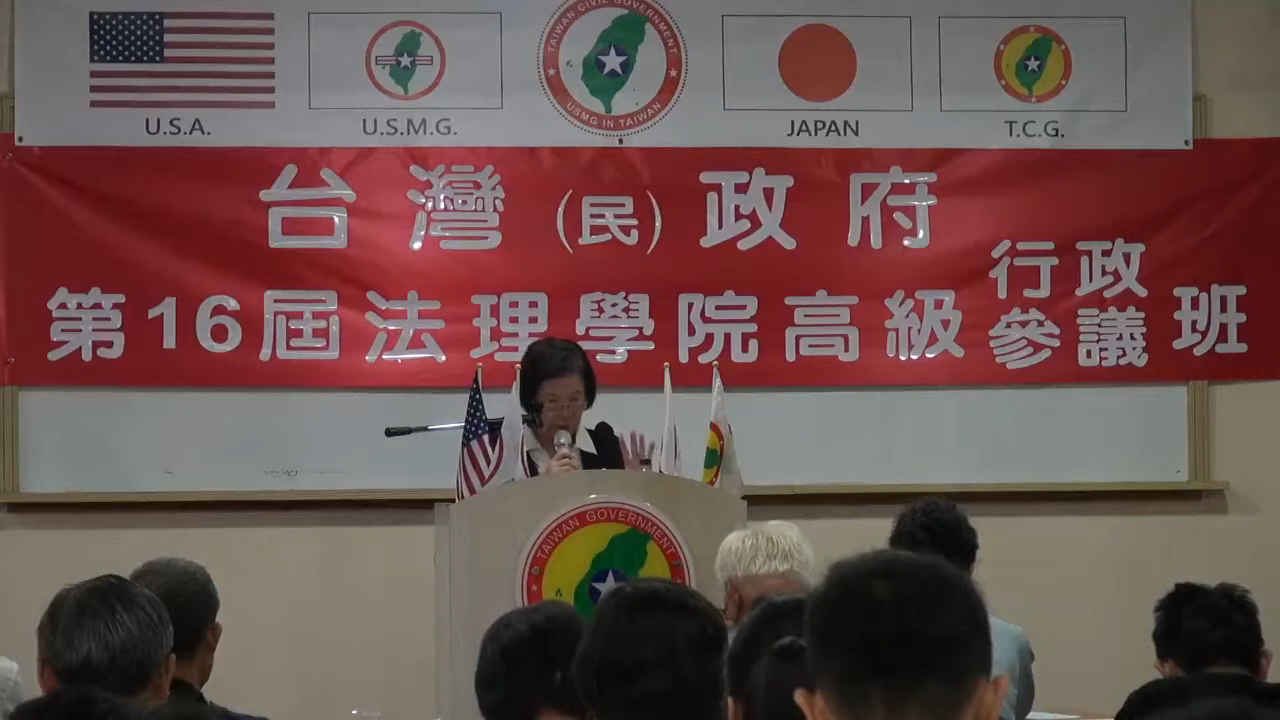 TAIWAN CIVIL GOVERNMENT
USMG IN TAIWAN
U.S.A.
U.S.M.G.
JAPAN
T.C.G.
台灣(民)政府
第16屆法理學院高級行政參議班
TAIWAN GOVERNMENT